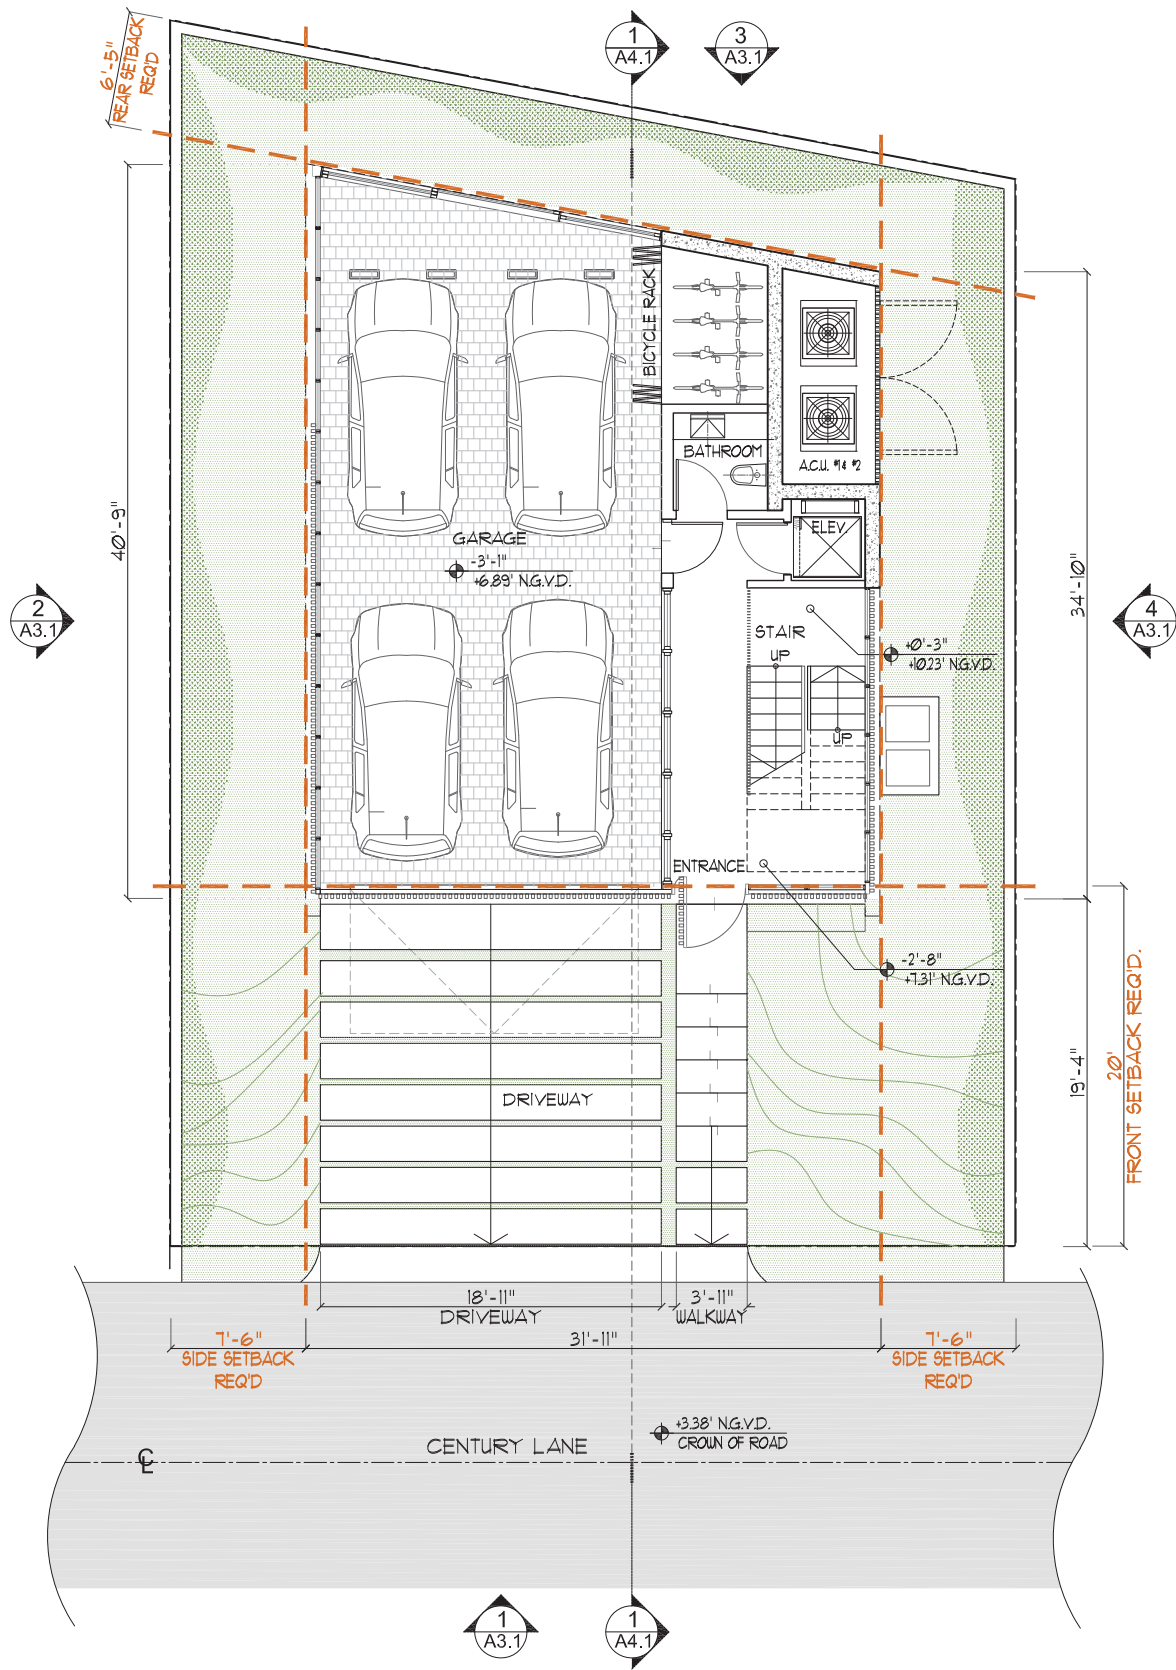 1
A4.1
3
A3.1
6'-5"
REAR SETBACK
REQ'D
BICYCLE RACK
BATHROOM
A.C.U. #1 & #2
40'-9"
GARAGE
-3'-1"
+6.89' N.G.V.D.
ELEV.
34'-10"
2
A3.1
4
A3.1
STAIR
UP
+0'-3"
+10.23' N.G.V.D.
UP
ENTRANCE
-2'-8"
+7.31' N.G.V.D.
DRIVEWAY
19'-4"
20'
FRONT SETBACK REQ'D.
18'-11"
DRIVEWAY
3'-11"
WALKWAY
7'-6"
SIDE SETBACK
REQ'D
31'-11"
7'-6"
SIDE SETBACK
REQ'D
+3.38' N.G.V.D.
CROWN OF ROAD
CENTURY LANE
CL
1
A3.1
1
A4.1